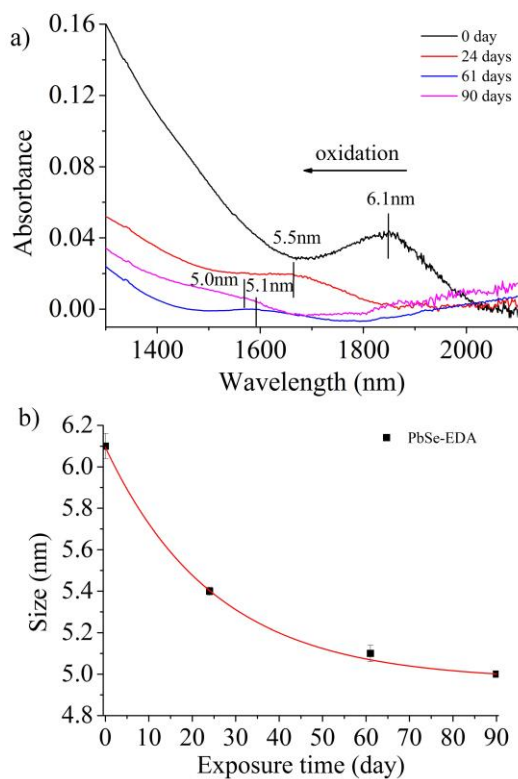 a)
0.16
0.12
0.08
0.04
0.00
Absorbance
0 day
24 days
61 days
90 days
oxidation
6.1nm
5.5nm
5.0nm
5.1nm
1400 1600 1800 2000
Wavelength (nm)
b)
6.2
6.0
5.8
5.6
5.4
5.2
5.0
4.8
Size (nm)
PbSe-EDA
0 10 20 30 40 50 60 70 80 90
Exposure time (day)